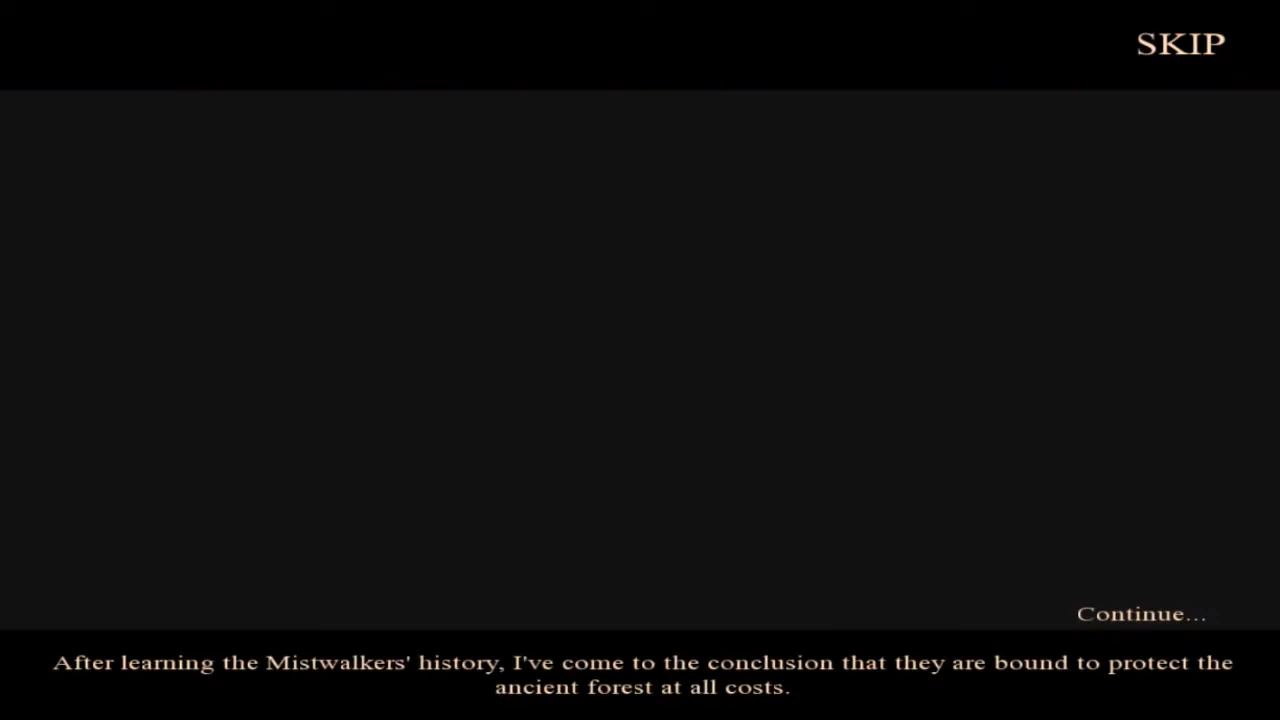 SKIP
Continue...
After learning the Mistwalkers' history, I've come to the conclusion that they are bound to protect the
ancient forest at all costs.